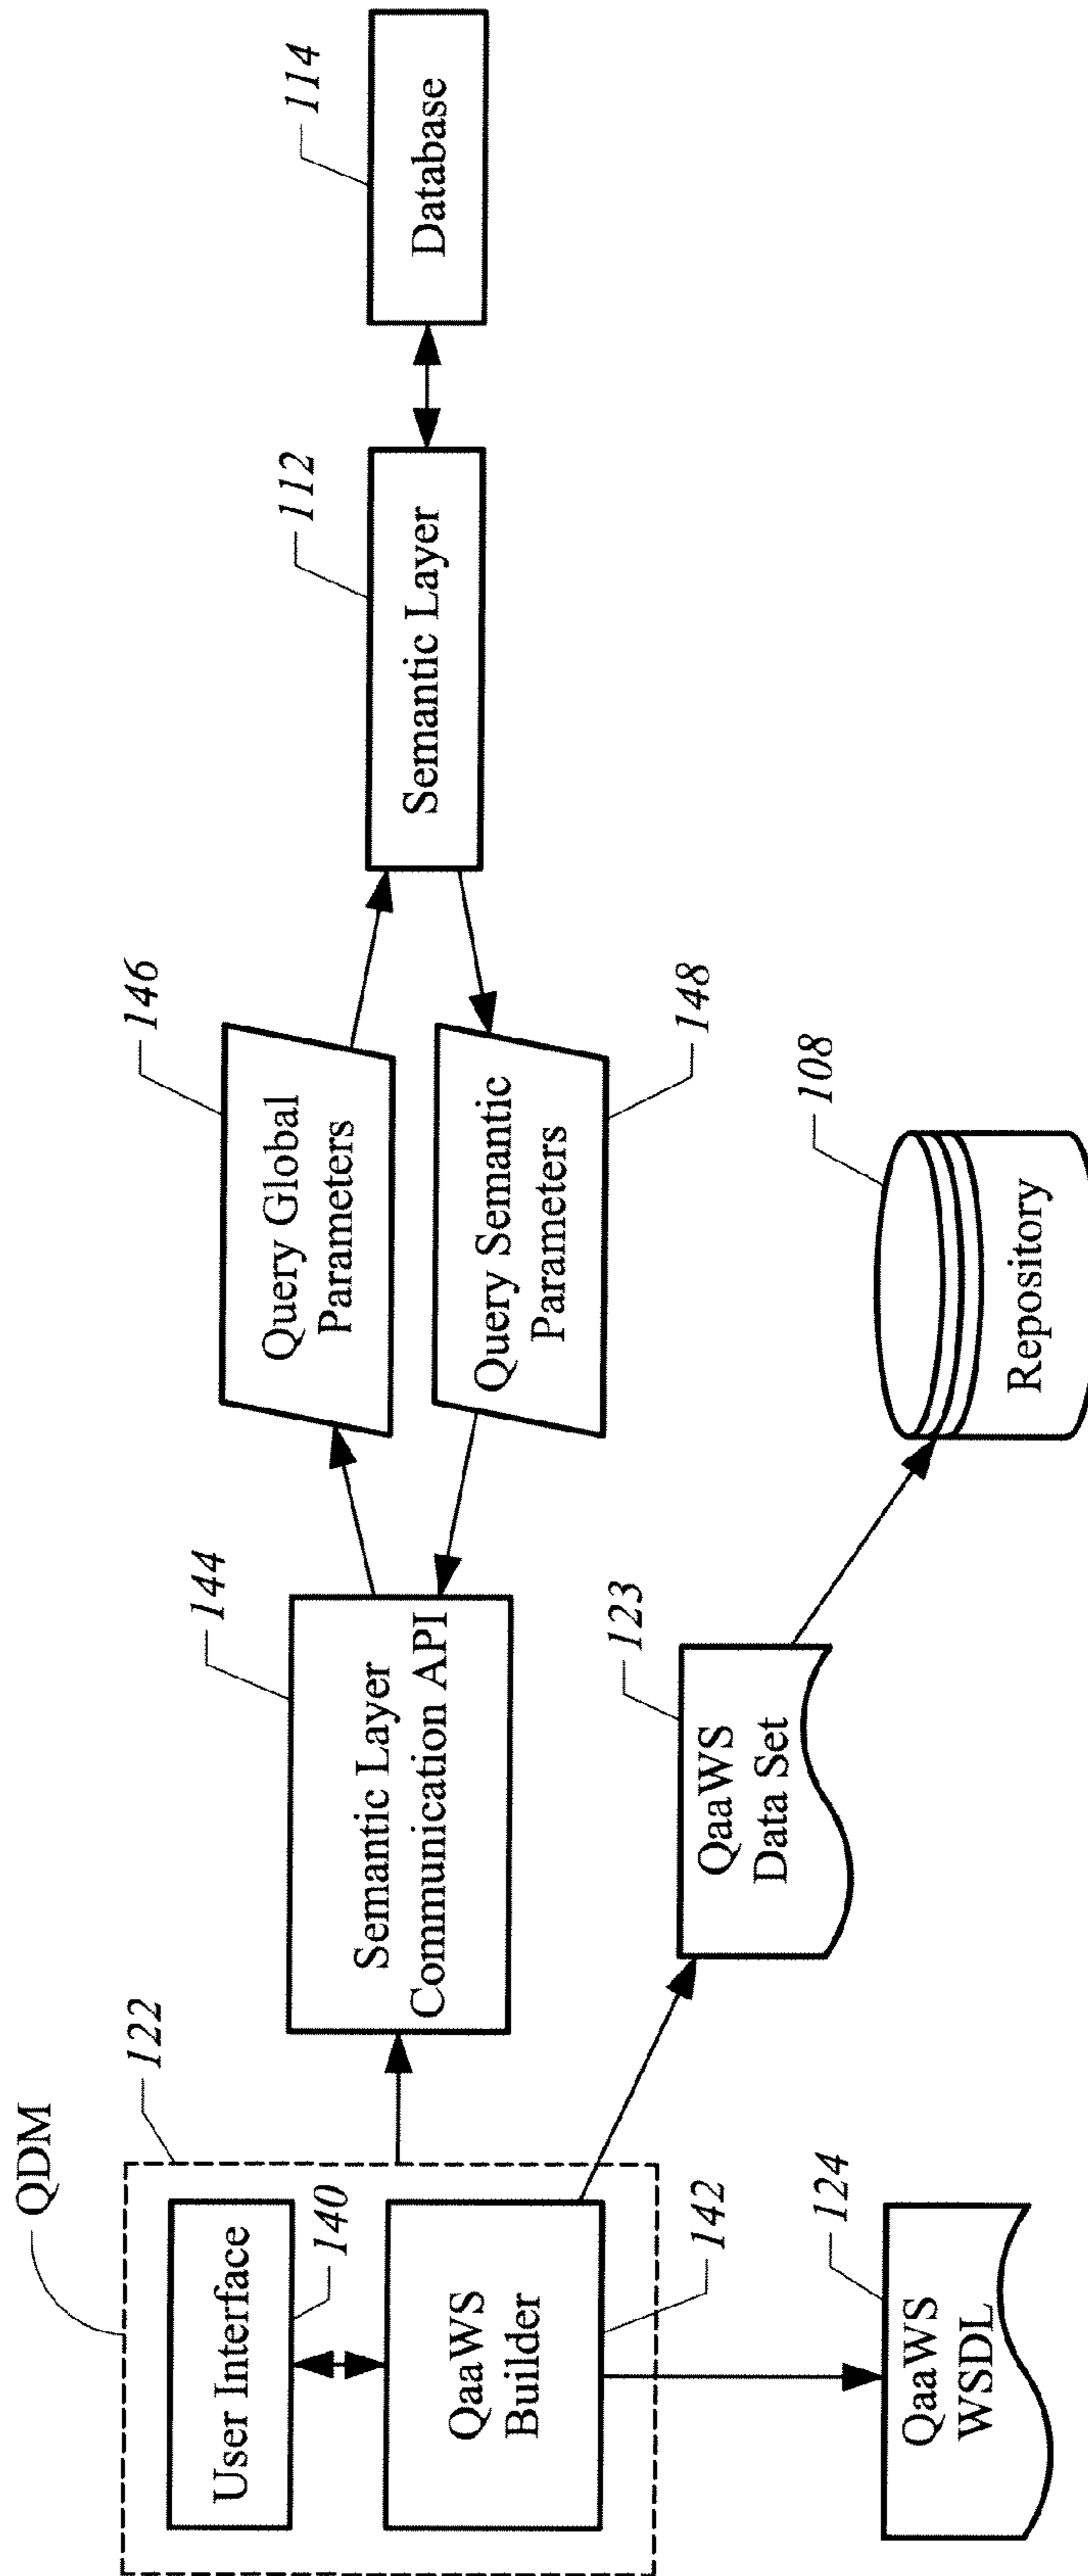 QDM
122
User Interface
140
QaaWS
Builder
142
QaaWS
WSDL
124
Semantic Layer
Communication API
144
QaaWS
Data Set
123
Query Global
Parameters
146
Query Semantic
Parameters
148
Repository
108
Semantic Layer
112
Database
114